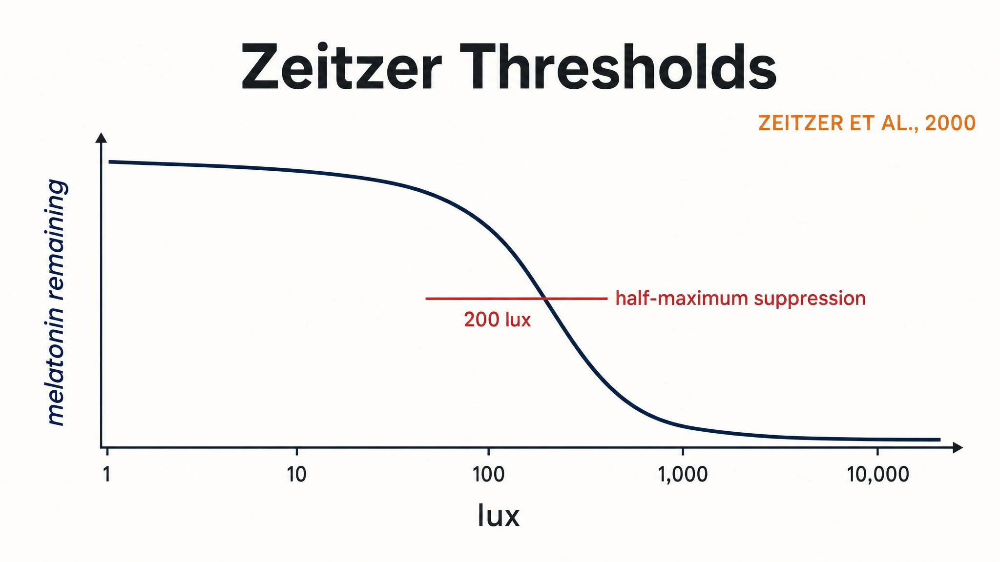 Zeitzer Thresholds
ZEITZER ET AL., 2000
melatonin remaining
half-maximum suppression
200 lux
1
10
100
1,000
10,000
lux